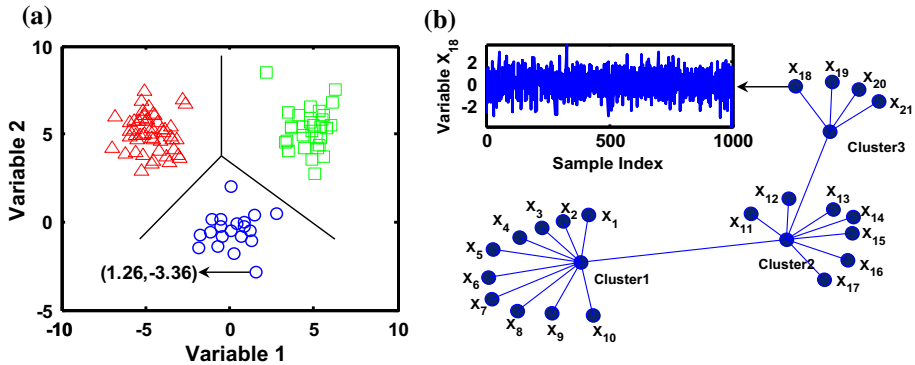 (a)
10
5
0
-5
-10
-5
0
5
10
Variable 2
Variable 1
(1.26,-3.36)
(b)
Variable X18
2
0
-2
0
500
1000
Sample Index
X18
X19
X20
X21
Cluster3
X12
X13
X14
X11
X15
Cluster2
X16
X17
X1
X2
X3
X4
X5
X6
X7
X8
X9
X10
Cluster1